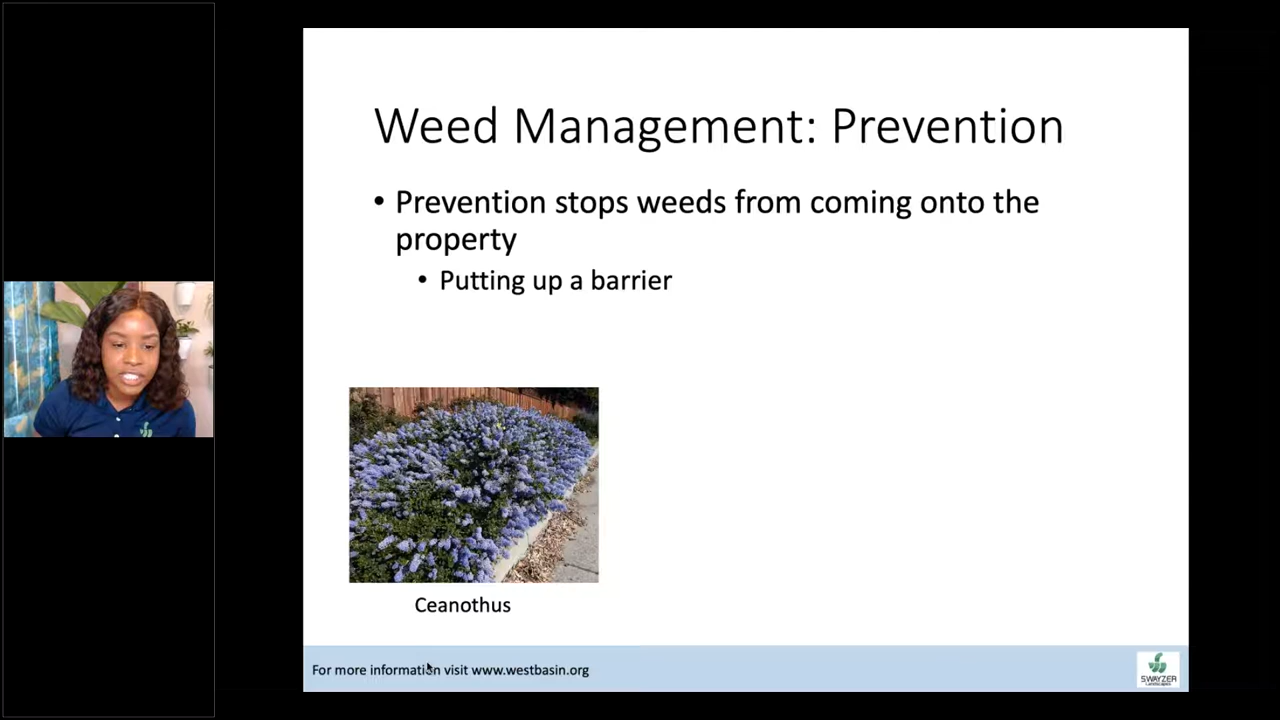 Weed Management: Prevention
• Prevention stops weeds from coming onto the
property
• Putting up a barrier
Ceanothus
For more information visit www.westbasin.org
SWAYZER
Landscapes